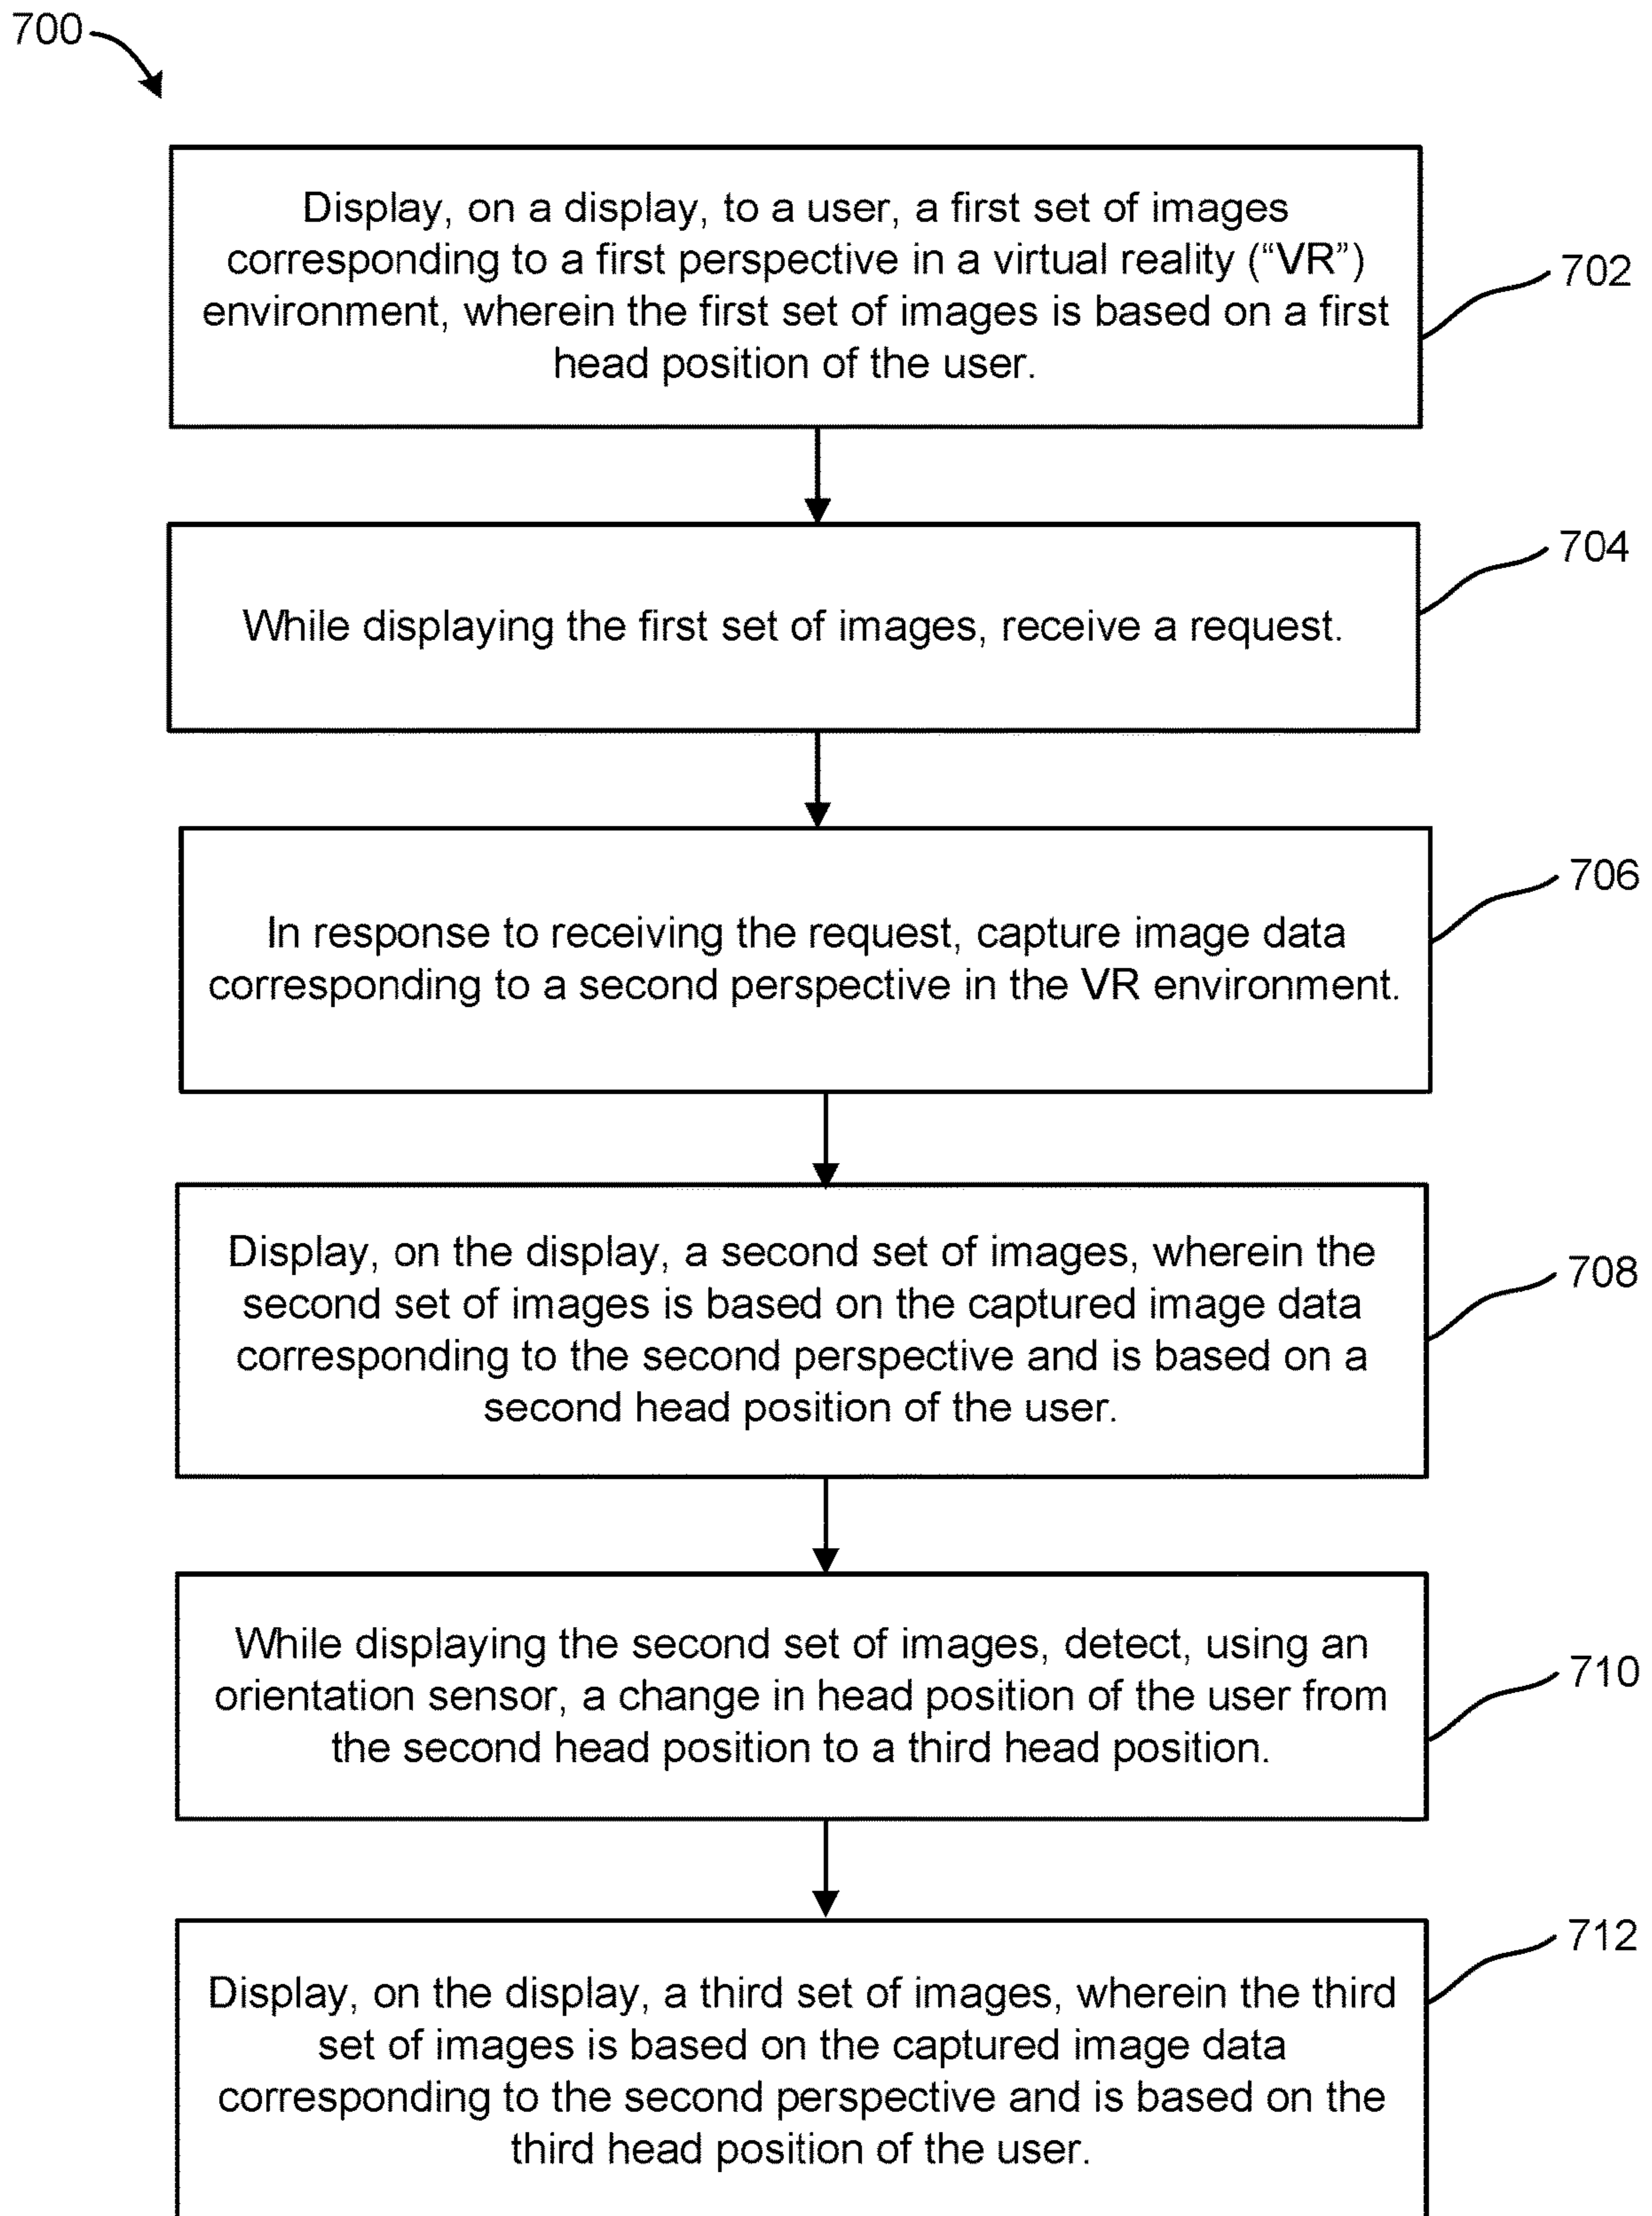 700
Display, on a display, to a user, a first set of images
corresponding to a first perspective in a virtual reality (“VR”)
environment, wherein the first set of images is based on a first
head position of the user.
702
While displaying the first set of images, receive a request.
704
In response to receiving the request, capture image data
corresponding to a second perspective in the VR environment.
706
Display, on the display, a second set of images, wherein the
second set of images is based on the captured image data
corresponding to the second perspective and is based on a
second head position of the user.
708
While displaying the second set of images, detect, using an
orientation sensor, a change in head position of the user from
the second head position to a third head position.
710
Display, on the display, a third set of images, wherein the third
set of images is based on the captured image data
corresponding to the second perspective and is based on the
third head position of the user.
712